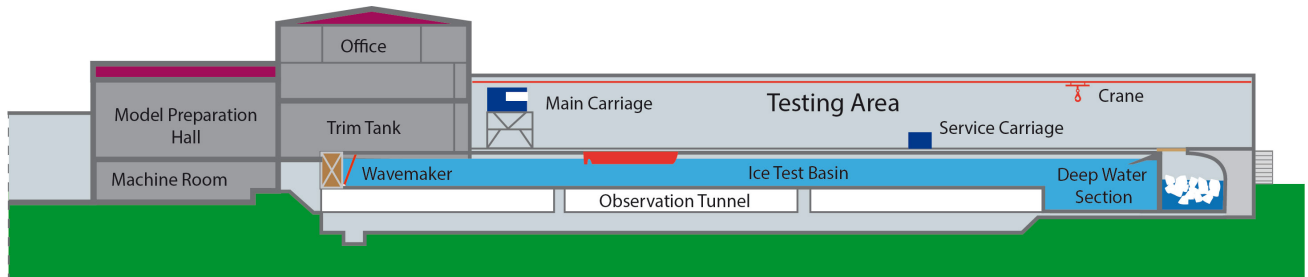 Office
Model Preparation
Hall
Trim Tank
Machine Room
Main Carriage
Testing Area
Crane
Service Carriage
Wavemaker
Ice Test Basin
Deep Water
Section
Observation Tunnel